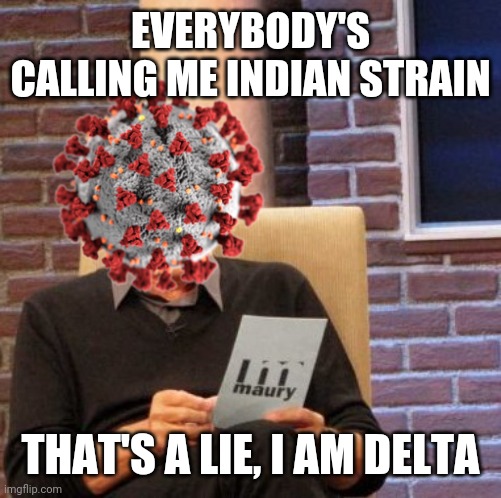 EVERYBODY'S
CALLING ME INDIAN STRAIN
maury
THAT'S A LIE, I AM DELTA
imgflip.com